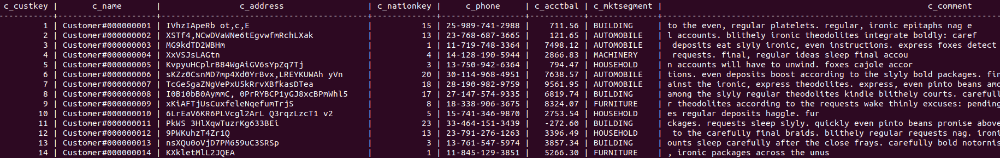 c_custkey | c_name | c_address | c_nationkey | c_phone | c_acctbal | c_mktsegment | c_comment
-----------+--------------------+------------------------------------------+-------------+-----------------+-----------+--------------+----------
1 | Customer#000000001 | IVhzIApeRb ot,c,E | 15 | 25-989-741-2988 | 711.56 | BUILDING | to the even, regular platelets. regular, ironic epitaphs nag e
2 | Customer#000000002 | XSTf4,NCwDVaWNe6tEgvwfmRchLXak | 13 | 23-768-687-3665 | 121.65 | AUTOMOBILE | l accounts. blithely ironic theodolites integrate boldly: caref
3 | Customer#000000003 | MG9kdTD2WBHm | 1 | 11-719-748-3364 | 7498.12 | AUTOMOBILE | deposits eat slyly ironic, even instructions. express foxes detect
4 | Customer#000000004 | XxVSJsLAGtn | 4 | 14-128-190-5944 | 2866.83 | MACHINERY | requests. final, regular ideas sleep final accou
5 | Customer#000000005 | KvpyuHCplrB84WgAiGV6sYpZq7Tj | 3 | 13-750-942-6364 | 794.47 | HOUSEHOLD | n accounts will have to unwind. foxes cajole accor
6 | Customer#000000006 | sKZz0CsnMD7mp4Xd0YrBvx,LREYKUWAh yVn | 20 | 30-114-968-4951 | 7638.57 | AUTOMOBILE | tions. even deposits boost according to the slyly bold packages. fin
7 | Customer#000000007 | TcGe5gaZNgVePxU5kRrvXBfkasDTea | 18 | 28-190-982-9759 | 9561.95 | AUTOMOBILE | ainst the ironic, express theodolites. express, even pinto beans amo
8 | Customer#000000008 | I0B10bB0AymmC, 0PrRYBCP1yGJ8xcBPmWhl5 | 17 | 27-147-574-9335 | 6819.74 | BUILDING | among the slyly regular theodolites kindle blithely courts. carefull
9 | Customer#000000009 | xKiAFTjUsCuxfeleNqefumTrjS | 8 | 18-338-906-3675 | 8324.07 | FURNITURE | r theodolites according to the requests wake thinly excuses: pending
10 | Customer#000000010 | 6LrEaV6KR6PLVcgl2ArL Q3rqzLzcT1 v2 | 5 | 15-741-346-9870 | 2753.54 | HOUSEHOLD | es regular deposits haggle. fur
11 | Customer#000000011 | PkWS 3HlXqwTuzrKg633BEi | 23 | 33-464-151-3439 | -272.60 | BUILDING | ckages. requests sleep slyly. quickly even pinto beans promise above
12 | Customer#000000012 | 9PWKuhzT4Zr1Q | 13 | 23-791-276-1263 | 3396.49 | HOUSEHOLD | to the carefully final braids. blithely regular requests nag. ironi
13 | Customer#000000013 | nsXQu0oVjD7PM659uC3SRSp | 3 | 13-761-547-5974 | 3857.34 | BUILDING | ounts sleep carefully after the close frays. carefully bold notornis
14 | Customer#000000014 | KXkletMlL2JQEA | 1 | 11-845-129-3851 | 5266.30 | FURNITURE | , ironic packages across the unus